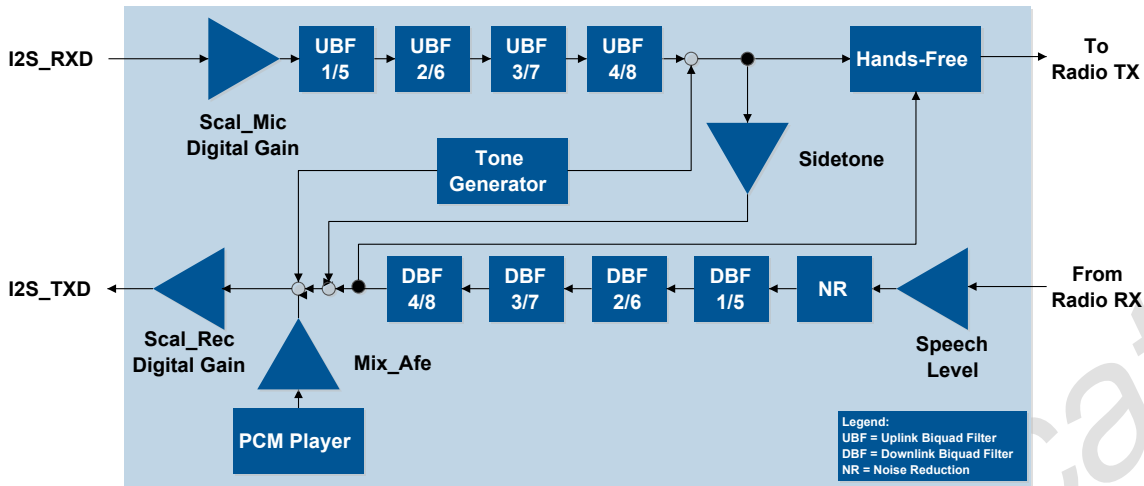 I2S_RXD
UBF
1/5
UBF
2/6
UBF
3/7
UBF
4/8
Hands-Free
To
Radio TX
Scal_Mic
Digital Gain
Tone
Generator
Sidetone
I2S_TXD
DBF
4/8
DBF
3/7
DBF
2/6
DBF
1/5
NR
From
Radio RX
Scal_Rec
Digital Gain
Mix_Afe
Speech
Level
PCM Player
Legend:
UBF = Uplink Biquad Filter
DBF = Downlink Biquad Filter
NR = Noise Reduction